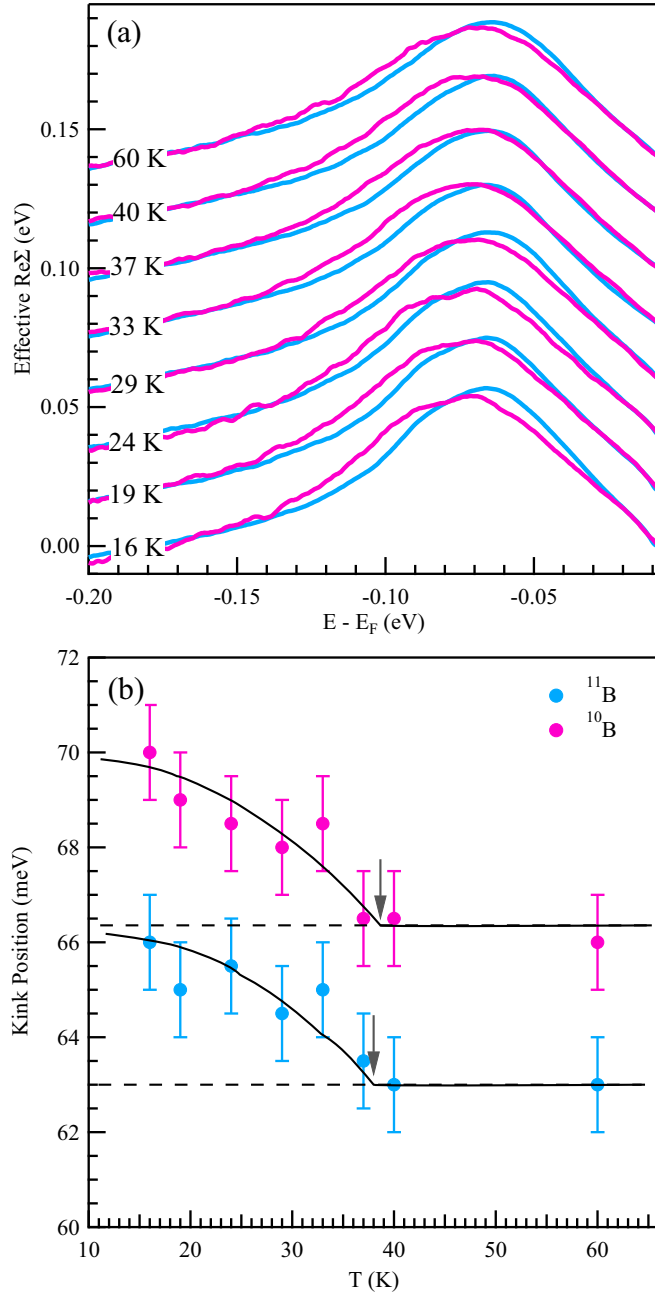 (a)
0.15
0.10
0.05
0.00
Effective ReΣ (eV)
60 K
40 K
37 K
33 K
29 K
24 K
19 K
16 K
-0.20
-0.15
-0.10
-0.05
E - E_F (eV)
(b)
¹¹B
¹⁰B
72
70
68
66
64
62
60
Kink Position (meV)
10
20
30
40
50
60
T (K)